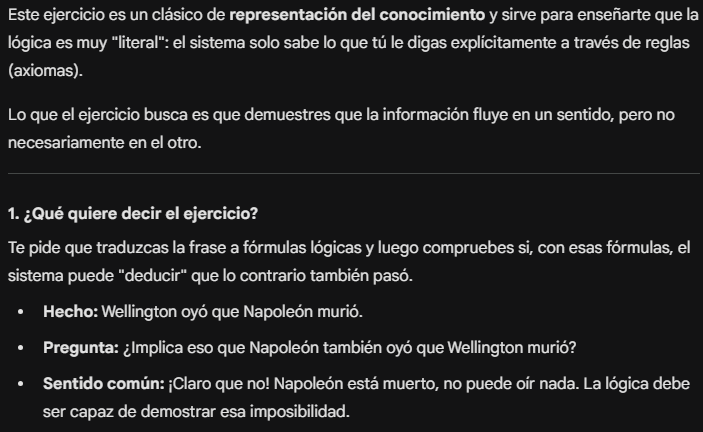 Este ejercicio es un clásico de representación del conocimiento y sirve para enseñarte que la
lógica es muy "literal": el sistema solo sabe lo que tú le digas explícitamente a través de reglas
(axiomas).
Lo que el ejercicio busca es que demuestres que la información fluye en un sentido, pero no
necesariamente en el otro.
1. ¿Qué quiere decir el ejercicio?
Te pide que traduzcas la frase a fórmulas lógicas y luego compruebes si, con esas fórmulas, el
sistema puede "deducir" que lo contrario también pasó.
• Hecho: Wellington oyó que Napoleón murió.
• Pregunta: ¿Implica eso que Napoleón también oyó que Wellington murió?
• Sentido común: ¡Claro que no! Napoleón está muerto, no puede oír nada. La lógica debe
ser capaz de demostrar esa imposibilidad.